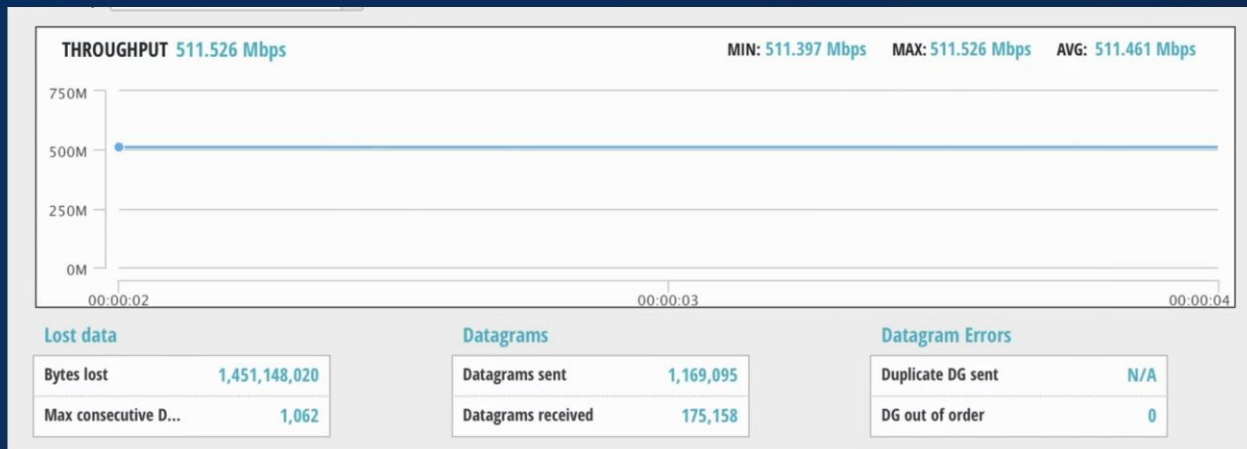 THROUGHPUT 511.526 Mbps MIN: 511.397 Mbps MAX: 511.526 Mbps AVG: 511.461 Mbps
750M
500M
250M
0M
00:00:02 00:00:03 00:00:04
Lost data Datagrams Datagram Errors
Bytes lost 1,451,148,020 Datagrams sent 1,169,095 Duplicate DG sent N/A
Max consecutive D... 1,062 Datagrams received 175,158 DG out of order 0